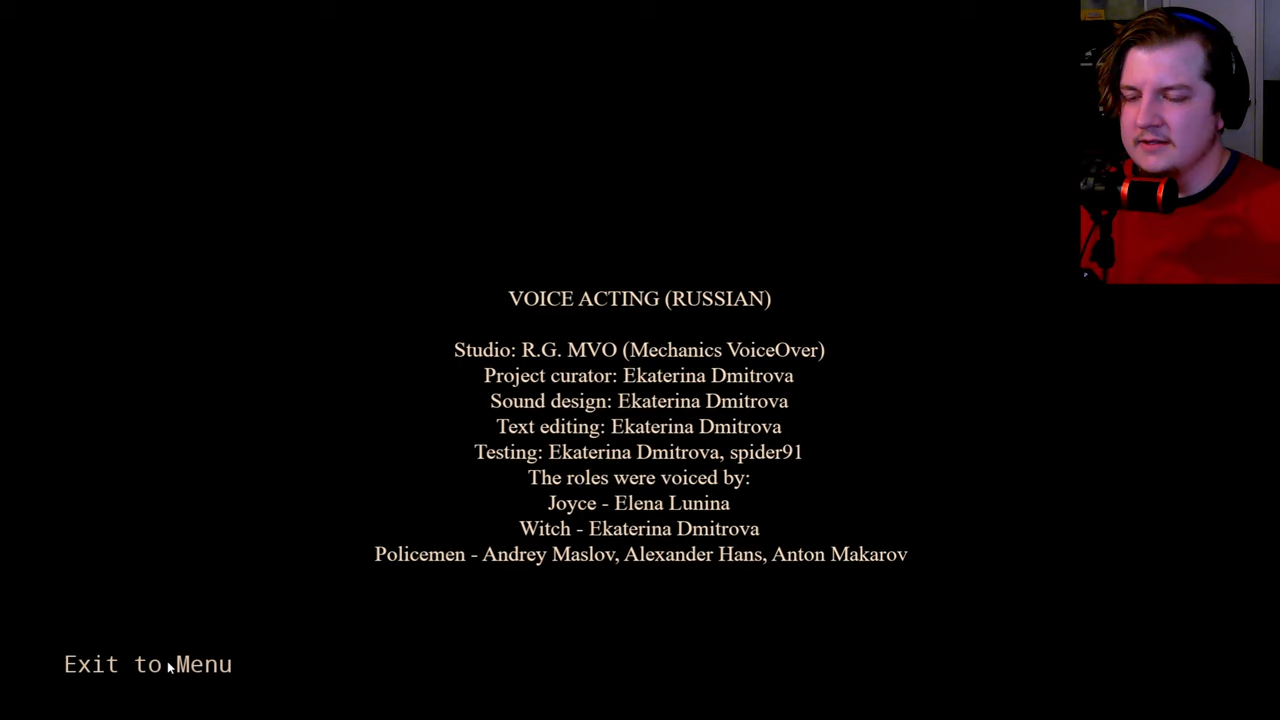 VOICE ACTING (RUSSIAN)
Studio: R.G. MVO (Mechanics VoiceOver)
Project curator: Ekaterina Dmitrova
Sound design: Ekaterina Dmitrova
Text editing: Ekaterina Dmitrova
Testing: Ekaterina Dmitrova, spider91
The roles were voiced by:
Joyce - Elena Lunina
Witch - Ekaterina Dmitrova
Policemen - Andrey Maslov, Alexander Hans, Anton Makarov
Exit to Menu